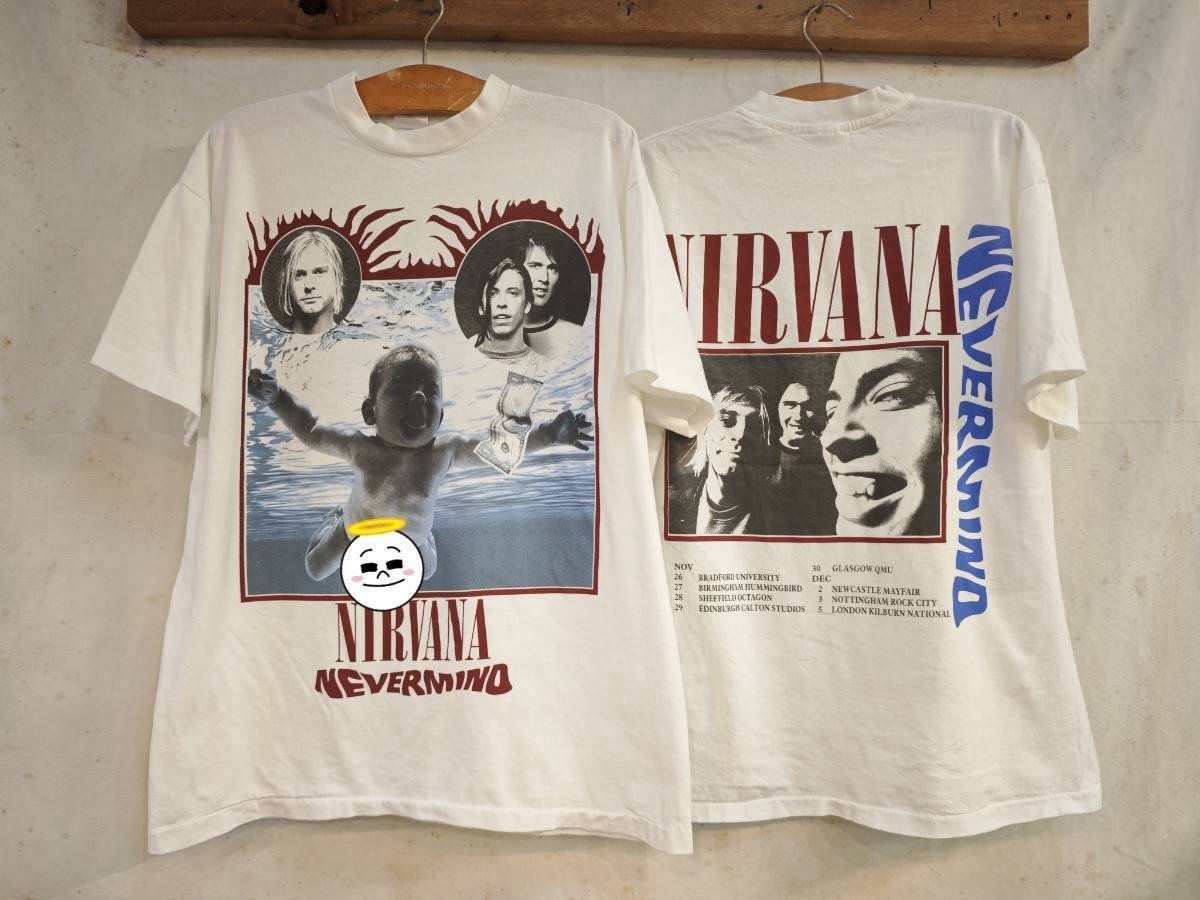 NIRVANA
NEVERMIND
NIRVANA
NEVERMIND
NOV
26 BRADFORD UNIVERSITY
27 BIRMINGHAM HUMMINGBIRD
28 SHEFFIELD OCTAGON
29 EDINBURGH CALTON STUDIOS
30 GLASGOW QMU
DEC
2 NEWCASTLE MAYFAIR
3 NOTTINGHAM ROCK CITY
5 LONDON KILBURN NATIONAL